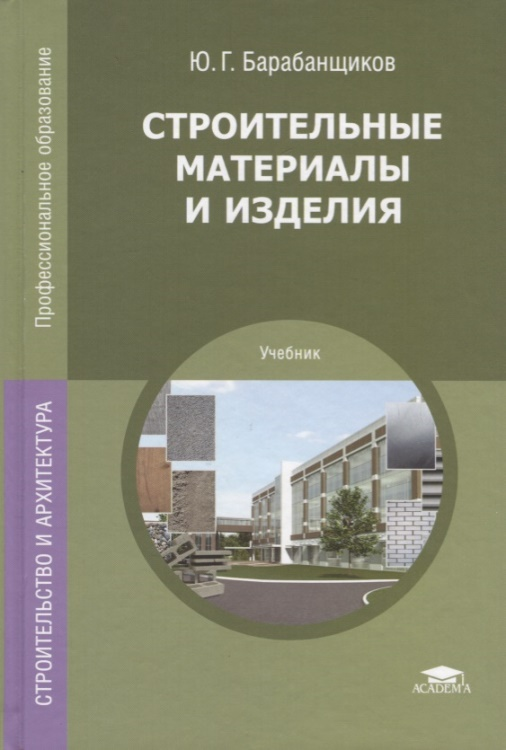 Ю. Г. Барабанщиков
СТРОИТЕЛЬНЫЕ
МАТЕРИАЛЫ
И ИЗДЕЛИЯ
Учебник
Профессиональное образование
СТРОИТЕЛЬСТВО И АРХИТЕКТУРА
ACADEMA